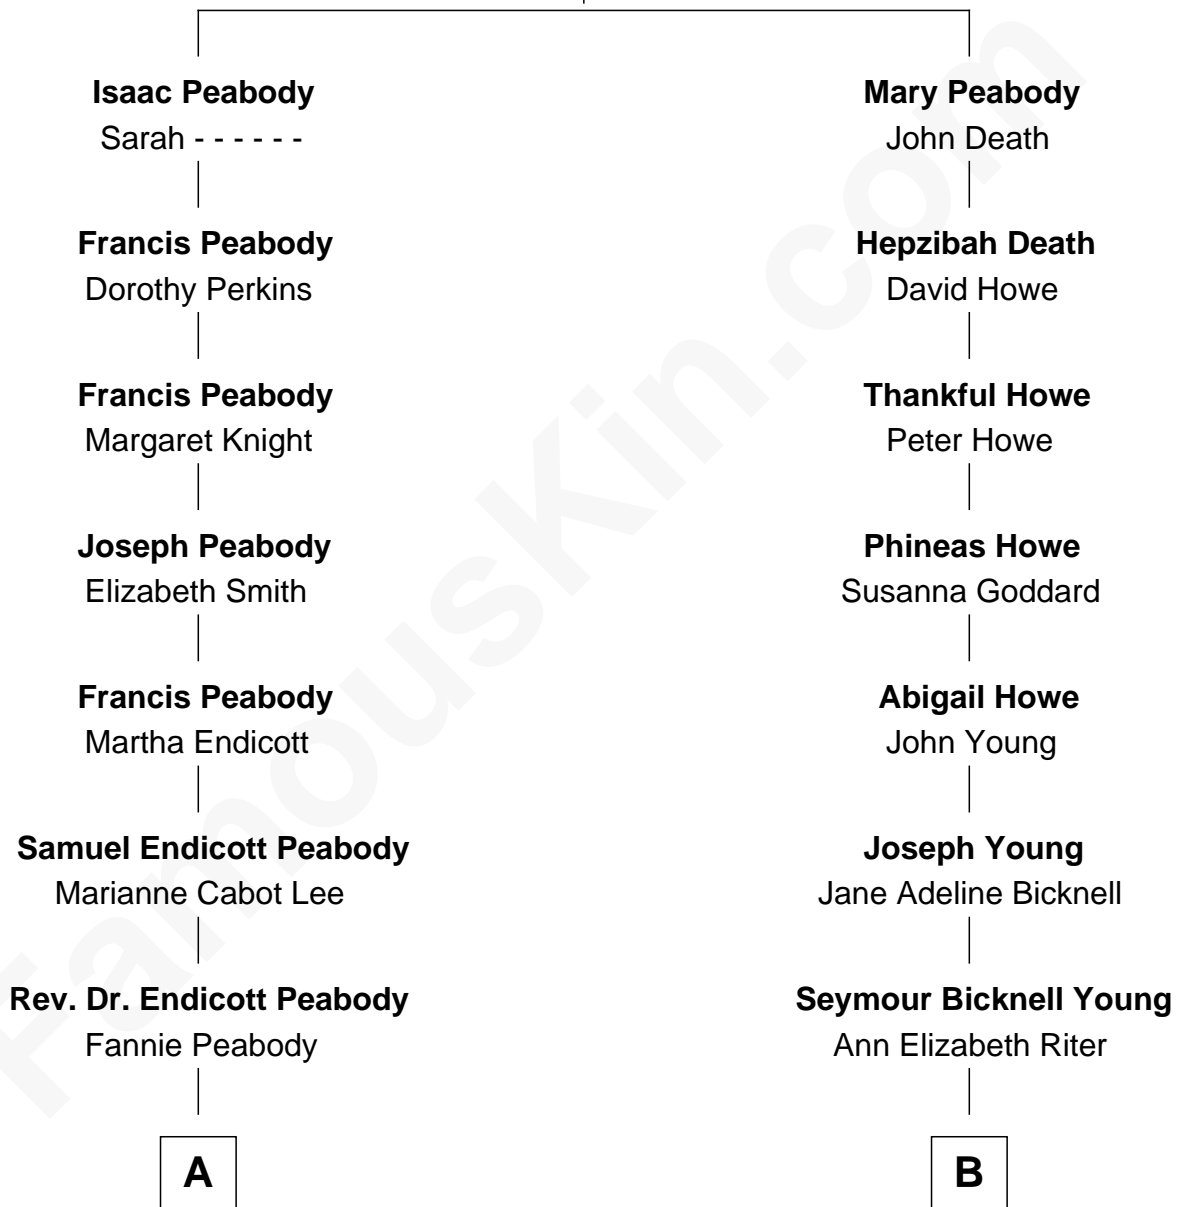 Isaac Peabody
Sarah - - - - - -
Mary Peabody
John Death
Francis Peabody
Dorothy Perkins
Hepzibah Death
David Howe
Francis Peabody
Margaret Knight
Thankful Howe
Peter Howe
Joseph Peabody
Elizabeth Smith
Phineas Howe
Susanna Goddard
Francis Peabody
Martha Endicott
Abigail Howe
John Young
Samuel Endicott Peabody
Marianne Cabot Lee
Joseph Young
Jane Adeline Bicknell
Rev. Dr. Endicott Peabody
Fannie Peabody
Seymour Bicknell Young
Ann Elizabeth Riter
A
B
FamousKin.com